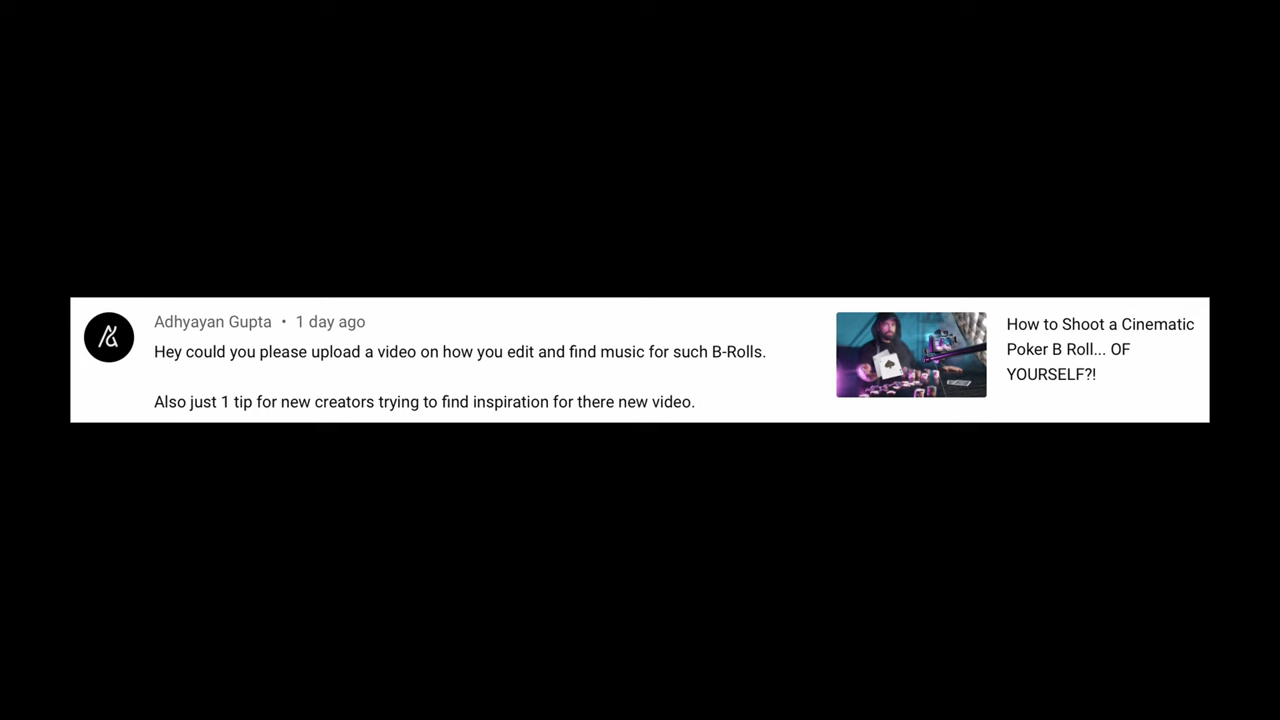 Adhyayan Gupta • 1 day ago
Hey could you please upload a video on how you edit and find music for such B-Rolls.
Also just 1 tip for new creators trying to find inspiration for there new video.
How to Shoot a Cinematic
Poker B Roll... OF
YOURSELF?!